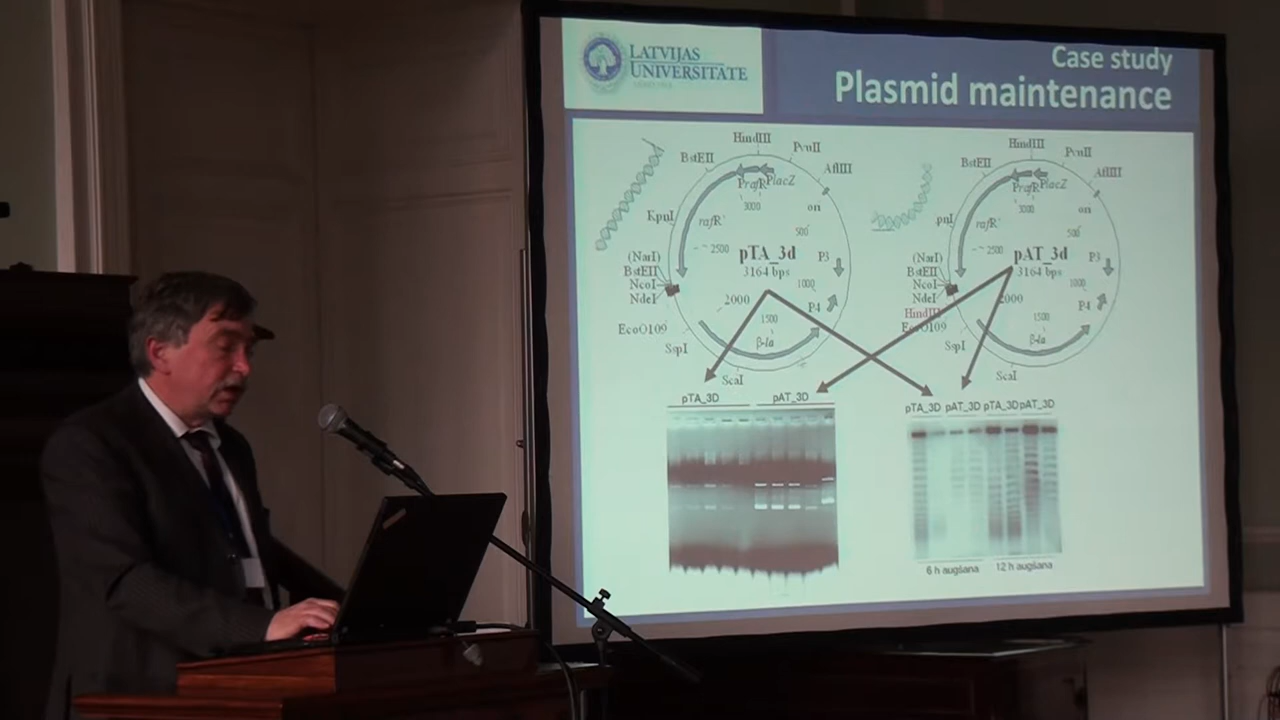 LATVIJAS
UNIVERSITATE
Case study
Plasmid maintenance
HindIII
PvuII
BstEII
AflIII
PrafR
PlacZ
3000
ori
KpnI
rafR'
500
2500
pTA_3d
3164 bps
(NarI)
BstEII
NcoI
NdeI
P3
1000
2000
P4
1500
EcoO109
SspI
β-la
ScaI
HindIII
PvuII
BstEII
AflIII
PrafR
PlacZ
3000
ori
pnI
rafR'
500
2500
pAT_3d
3164 bps
(NarI)
BstEII
NcoI
NdeI
HindIII
EcoO109
P3
1000
2000
P4
1500
SspI
β-la
ScaI
pTA_3D pAT_3D
pTA_3D pAT_3D pTA_3D pAT_3D
6 h augšana 12 h augšana